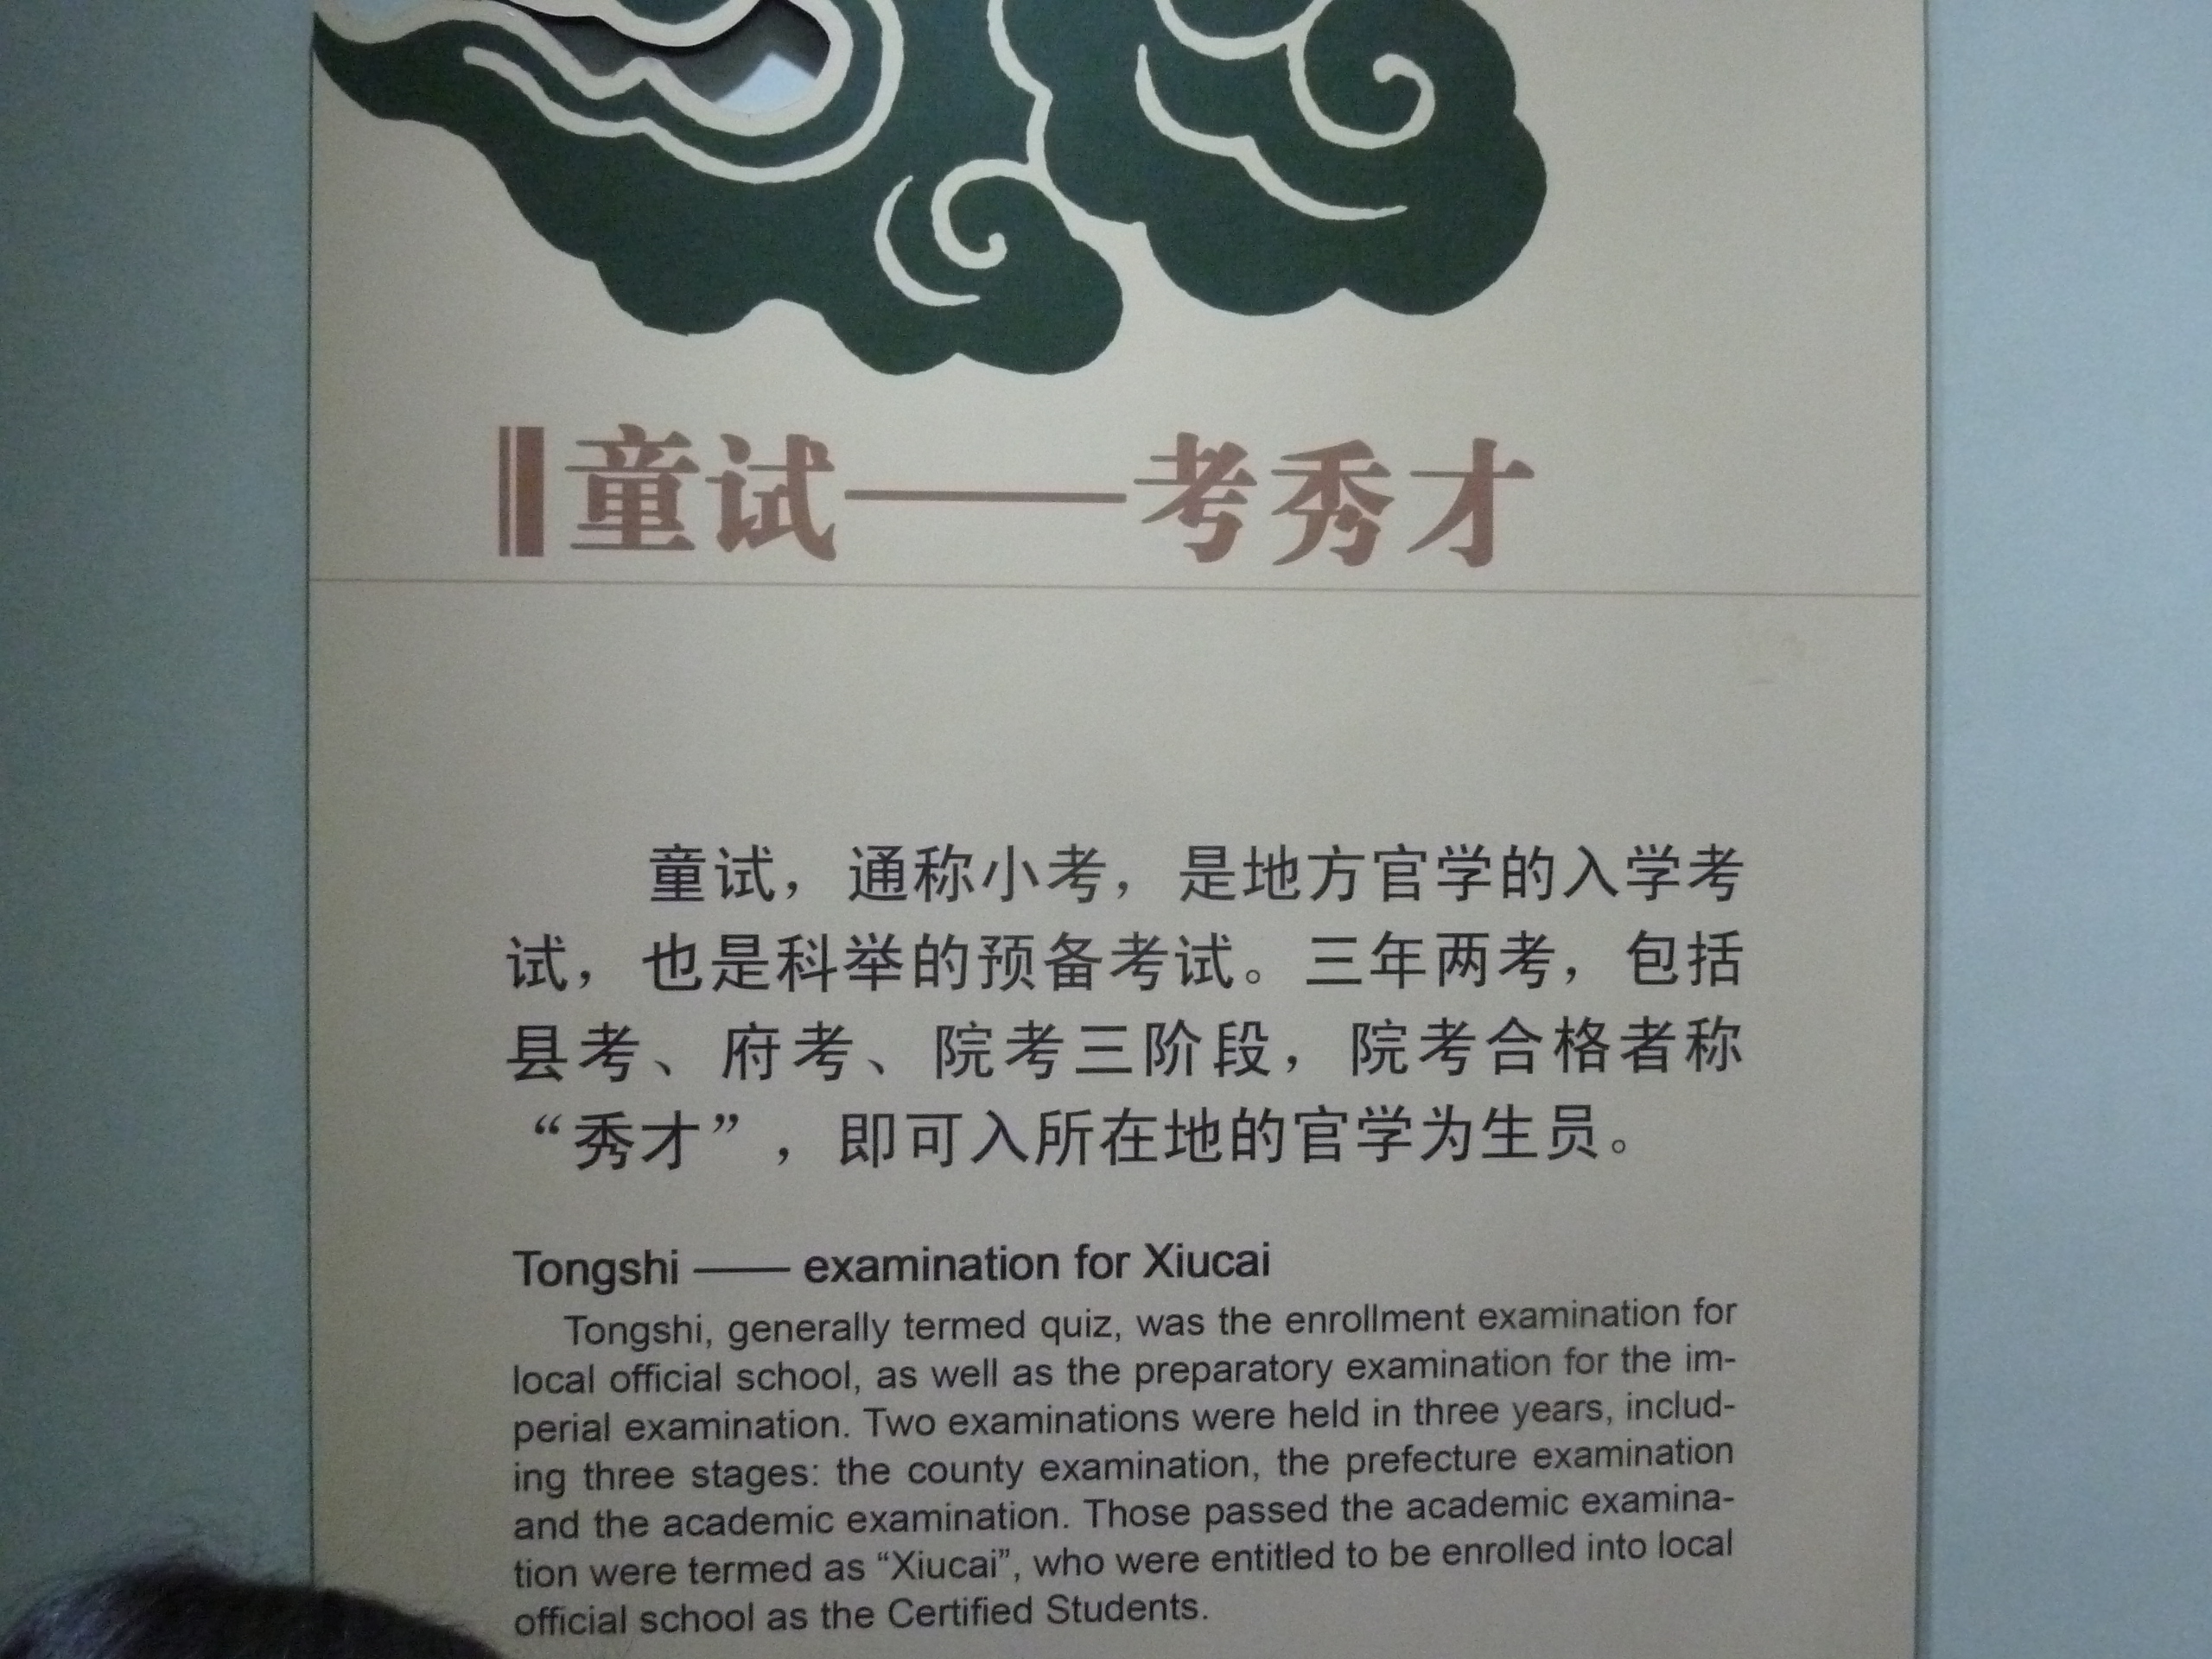 童试——考秀才
童试，通称小考，是地方官学的入学考
试，也是科举的预备考试。三年两考，包括
县考、府考、院考三阶段，院考合格者称
“秀才”，即可入所在地的官学为生员。
Tongshi —— examination for Xiucai
Tongshi, generally termed quiz, was the enrollment examination for
local official school, as well as the preparatory examination for the im-
perial examination. Two examinations were held in three years, includ-
ing three stages: the county examination, the prefecture examination
and the academic examination. Those passed the academic examina-
tion were termed as “Xiucai”, who were entitled to be enrolled into local
official school as the Certified Students.